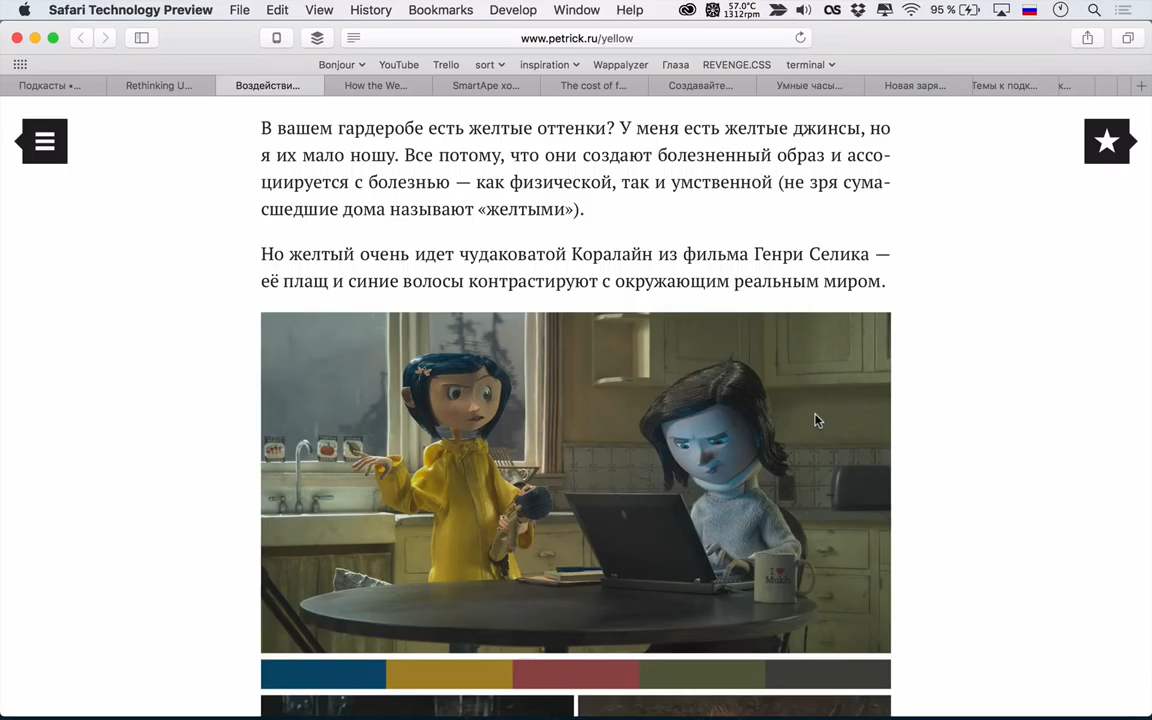 Safari Technology Preview File Edit View History Bookmarks Develop Window Help 57.0°C 1312rpm 95 %
www.petrick.ru/yellow
Bonjour YouTube Trello sort inspiration Wappalyzer Глаза REVENGE.CSS terminal
Подкасты •... Rethinking U... Воздействи... How the We... SmartApe хо... The cost of f... Создавайте... Умные часы... Новая заря... Темы к подк... к...
В вашем гардеробе есть желтые оттенки? У меня есть желтые джинсы, но
я их мало ношу. Все потому, что они создают болезненный образ и ассо-
циируется с болезнью — как физической, так и умственной (не зря сума-
сшедшие дома называют «желтыми»).
Но желтый очень идет чудаковатой Коралайн из фильма Генри Селика —
её плащ и синие волосы контрастируют с окружающим реальным миром.
I ❤ Mulch